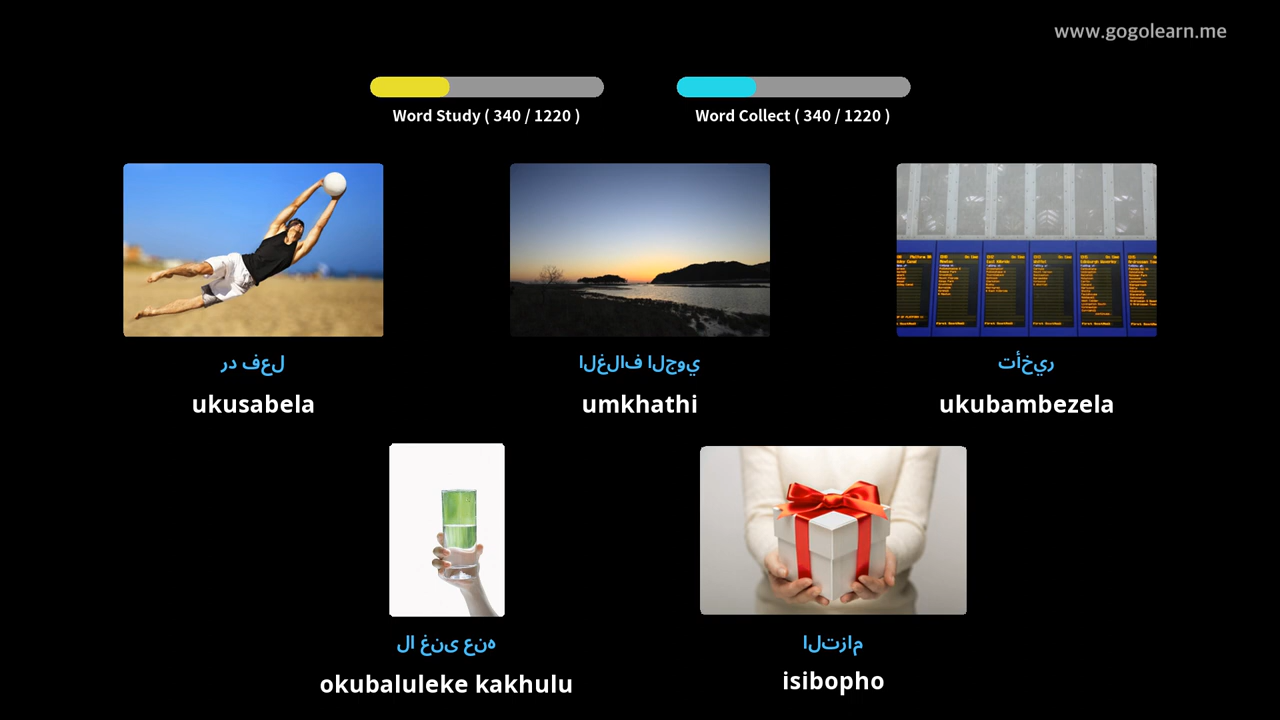 www.gogolearn.me
Word Study ( 340 / 1220 )
Word Collect ( 340 / 1220 )
رد فعل
الغلاف الجوي
تأخير
ukusabela
umkhathi
ukubambezela
لا غنى عنه
التزام
okubaluleke kakhulu
isibopho